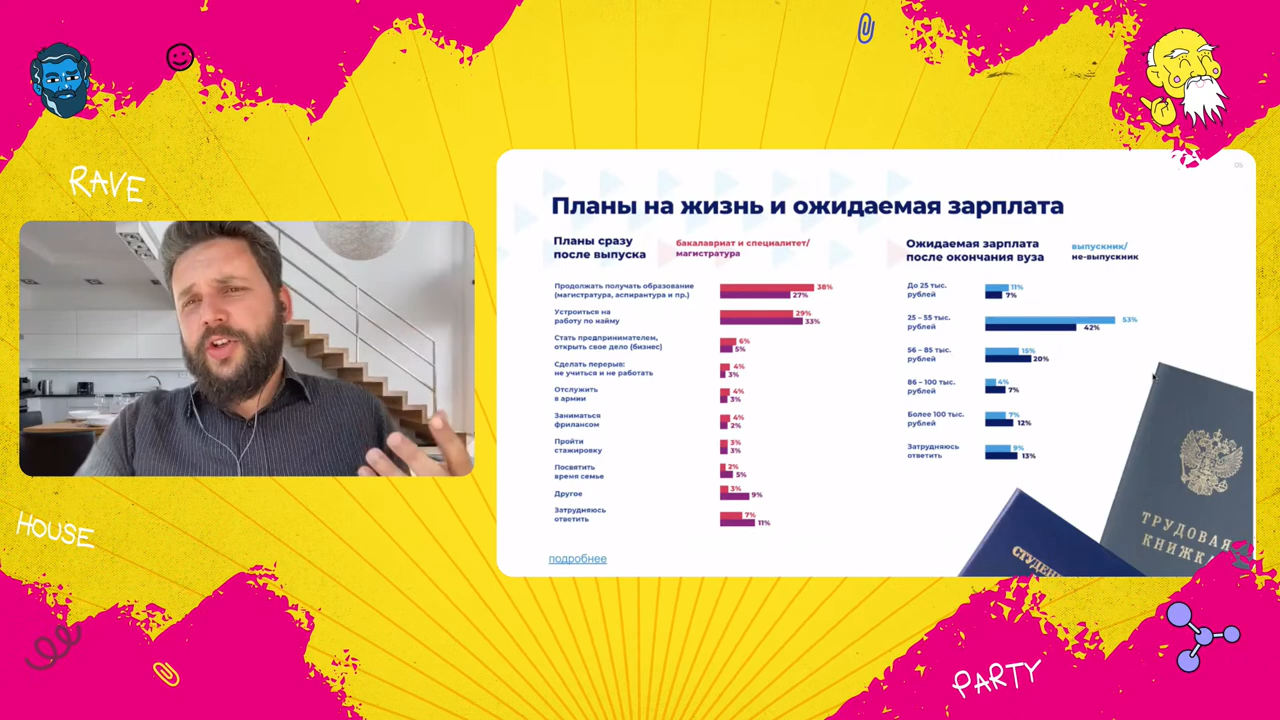 RAVE
HOUSE
PARTY
05
Планы на жизнь и ожидаемая зарплата
Планы сразу
после выпуска
бакалавриат и специалитет/
магистратура
Продолжать получать образование
(магистратура, аспирантура и пр.)
38%
27%
Устроиться на
работу по найму
29%
33%
Стать предпринимателем,
открыть свое дело (бизнес)
6%
5%
Сделать перерыв:
не учиться и не работать
4%
3%
Отслужить
в армии
4%
3%
Заниматься
фрилансом
4%
2%
Пройти
стажировку
3%
3%
Посвятить
время семье
2%
5%
Другое
3%
9%
Затрудняюсь
ответить
7%
11%
подробнее
Ожидаемая зарплата
после окончания вуза
выпускник/
не-выпускник
До 25 тыс.
рублей
11%
7%
25 – 55 тыс.
рублей
53%
42%
56 – 85 тыс.
рублей
15%
20%
86 – 100 тыс.
рублей
4%
7%
Более 100 тыс.
рублей
7%
12%
Затрудняюсь
ответить
9%
13%
ТРУДОВАЯ
КНИЖКА